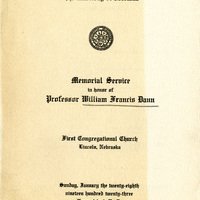 Memorial Service
in honor of
Professor William Francis Dann
First Congregational Church
Lincoln, Nebraska
Sunday, January the twenty-eighth
nineteen hundred twenty-three